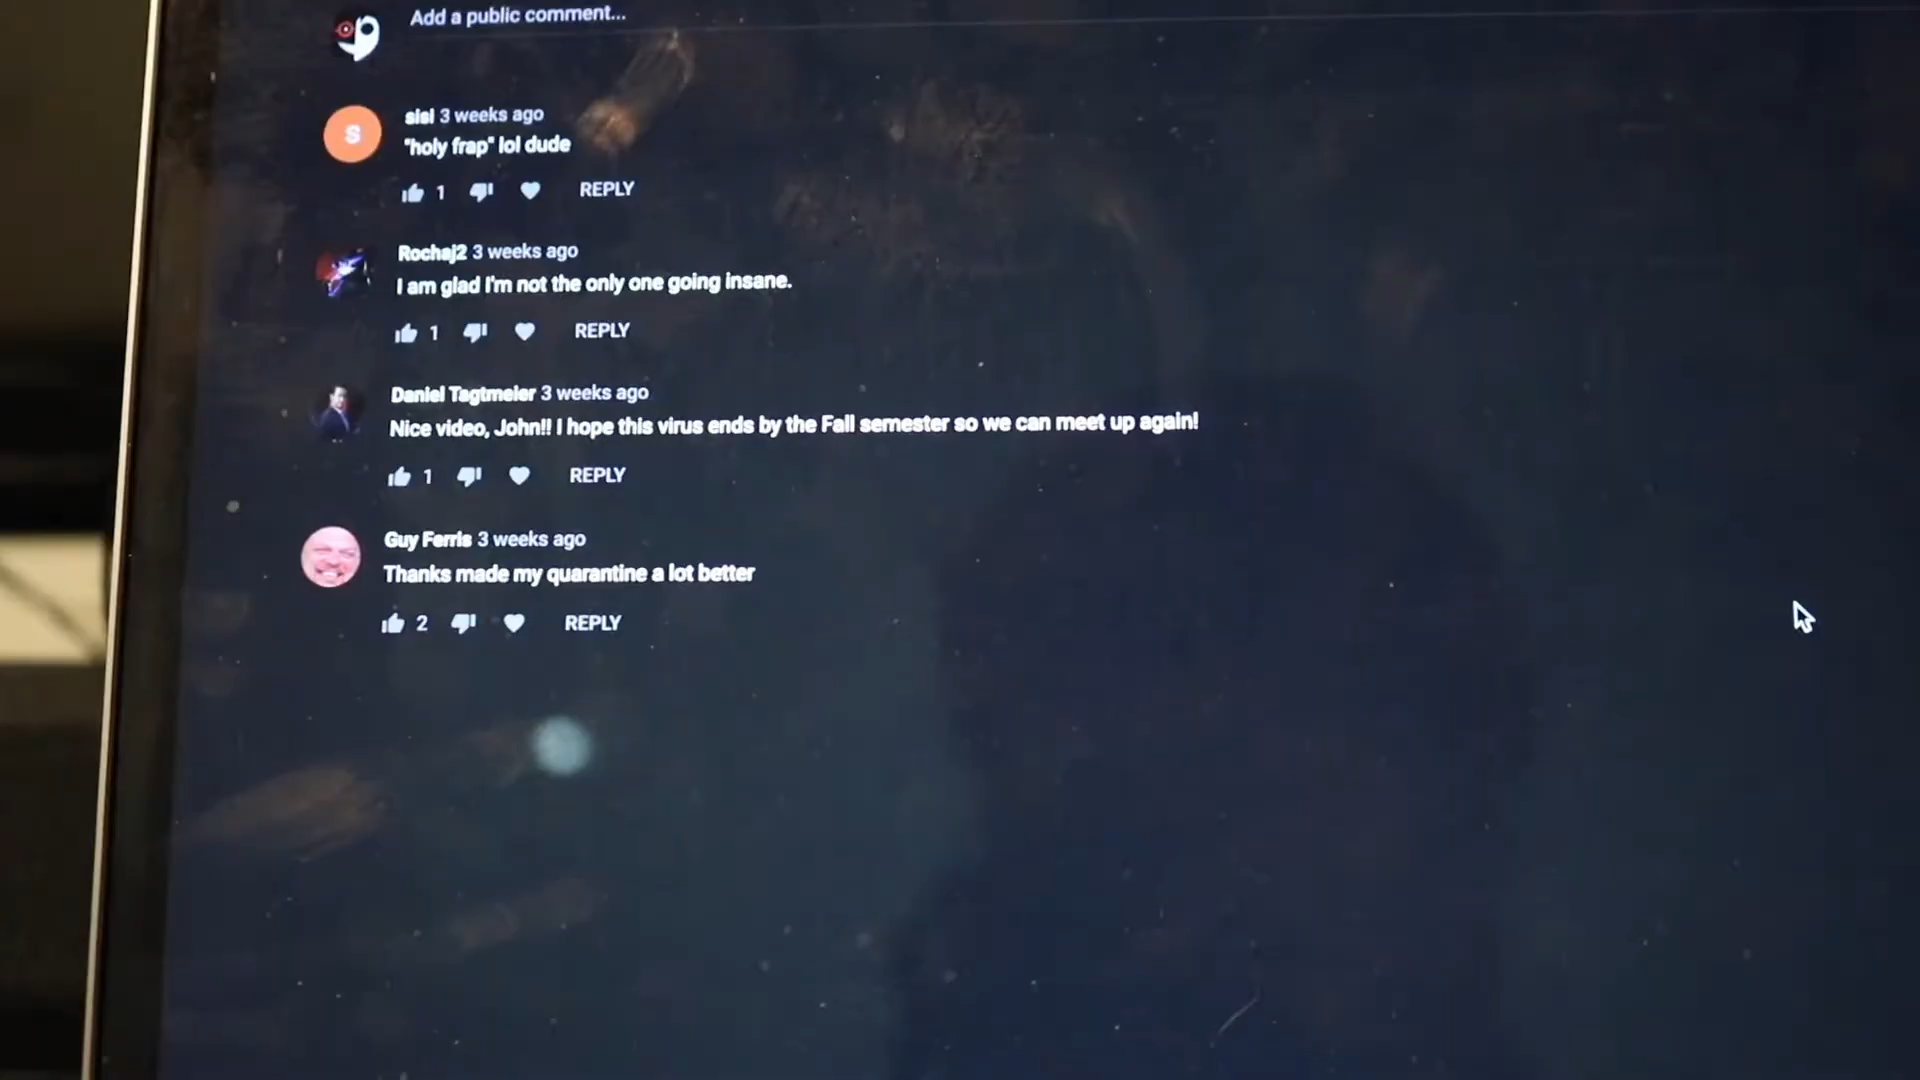 Add a public comment...
S
sisi 3 weeks ago
"holy frap" lol dude
1 REPLY
Rochaj2 3 weeks ago
I am glad I'm not the only one going insane.
1 REPLY
Daniel Tagtmeier 3 weeks ago
Nice video, John!! I hope this virus ends by the Fall semester so we can meet up again!
1 REPLY
Guy Ferris 3 weeks ago
Thanks made my quarantine a lot better
2 REPLY